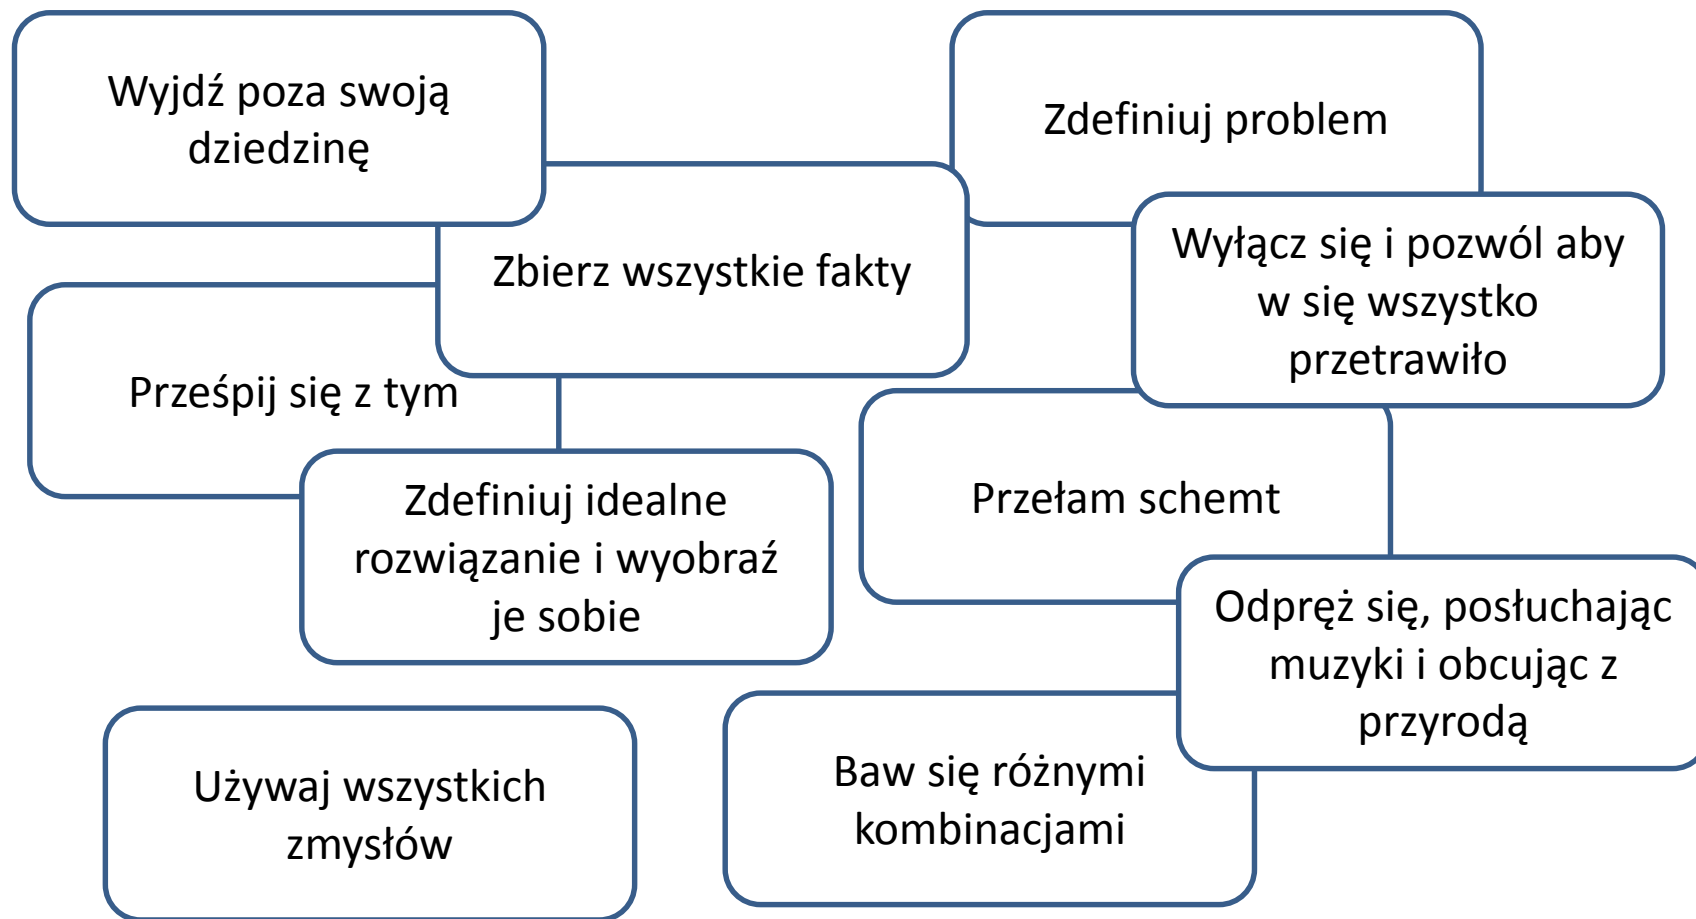 Wyjdź poza swoją
dziedzinę
Zdefiniuj problem
Zbierz wszystkie fakty
Wyłącz się i pozwól aby
w się wszystko
przetrawiło
Prześpij się z tym
Zdefiniuj idealne
rozwiązanie i wyobraź
je sobie
Przełam schemt
Odpręż się, posłuchając
muzyki i obcując z
przyrodą
Używaj wszystkich
zmysłów
Baw się różnymi
kombinacjami